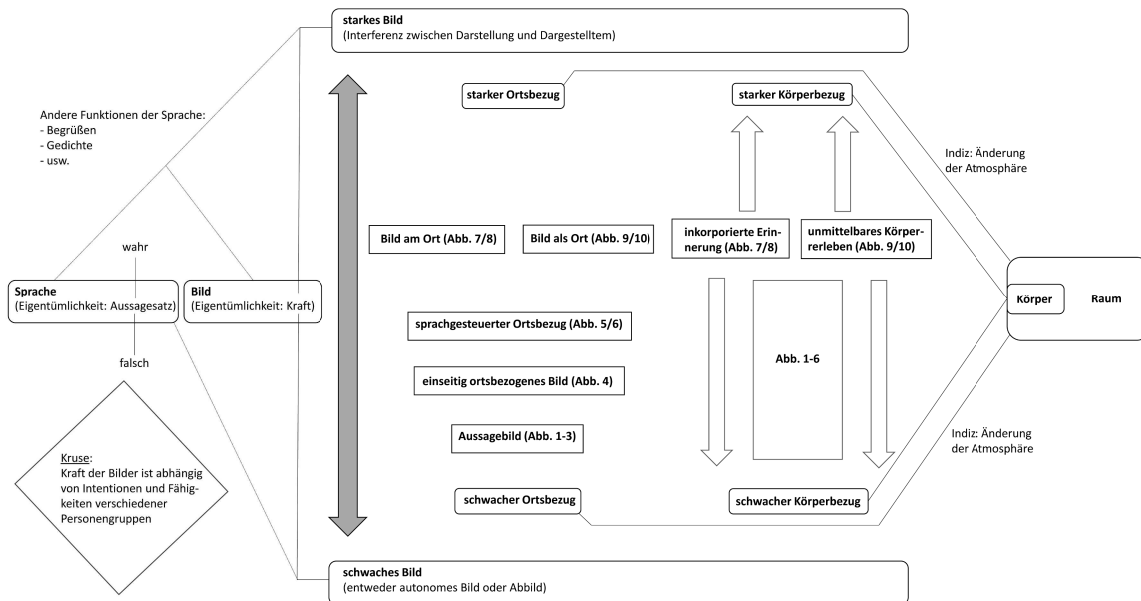 starkes Bild
(Interferenz zwischen Darstellung und Dargestelltem)
starker Ortsbezug
starker Körperbezug
Andere Funktionen der Sprache:
- Begrüßen
- Gedichte
- usw.
Indiz: Änderung
der Atmosphäre
Bild am Ort (Abb. 7/8)
Bild als Ort (Abb. 9/10)
inkorporierte Erin-
nerung (Abb. 7/8)
unmittelbares Körper-
rerleben (Abb. 9/10)
wahr
Sprache
(Eigentümlichkeit: Aussagesatz)
Bild
(Eigentümlichkeit: Kraft)
Körper
Raum
sprachgesteuerter Ortsbezug (Abb. 5/6)
falsch
Abb. 1-6
einseitig ortsbezogenes Bild (Abb. 4)
Aussagebild (Abb. 1-3)
Indiz: Änderung
der Atmosphäre
Kruse:
Kraft der Bilder ist abhängig
von Intentionen und Fähig-
keiten verschiedener
Personengruppen
schwacher Ortsbezug
schwacher Körperbezug
schwaches Bild
(entweder autonomes Bild oder Abbild)